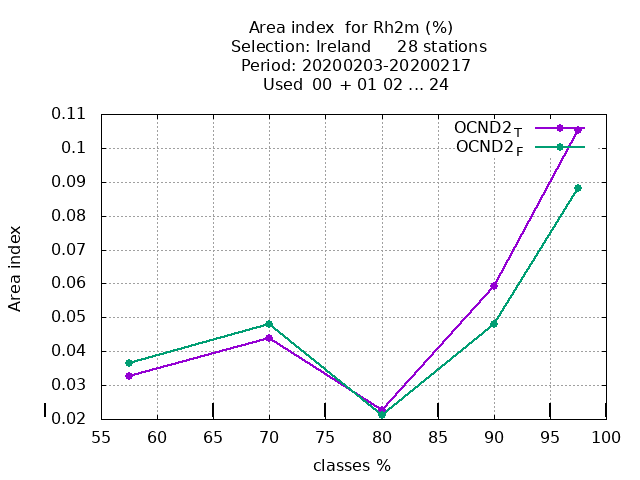 Area index  for Rh2m (%)
Selection: Ireland     28 stations
Period: 20200203-20200217
Used  00 + 01 02 ... 24
0.11
0.1
0.09
0.08
0.07
0.06
0.05
0.04
0.03
0.02
Area index
OCND2T
OCND2F
55 60 65 70 75 80 85 90 95 100
classes %